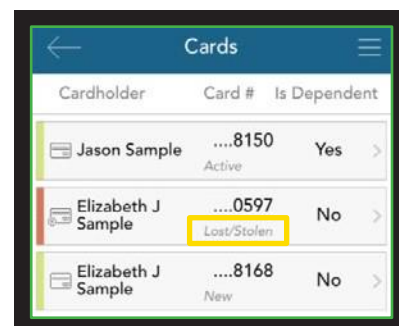 Cards
Cardholder Card # Is Dependent
Jason Sample ....8150 Yes
Active
Elizabeth J Sample ....0597 No
Lost/Stolen
Elizabeth J Sample ....8168 No
New